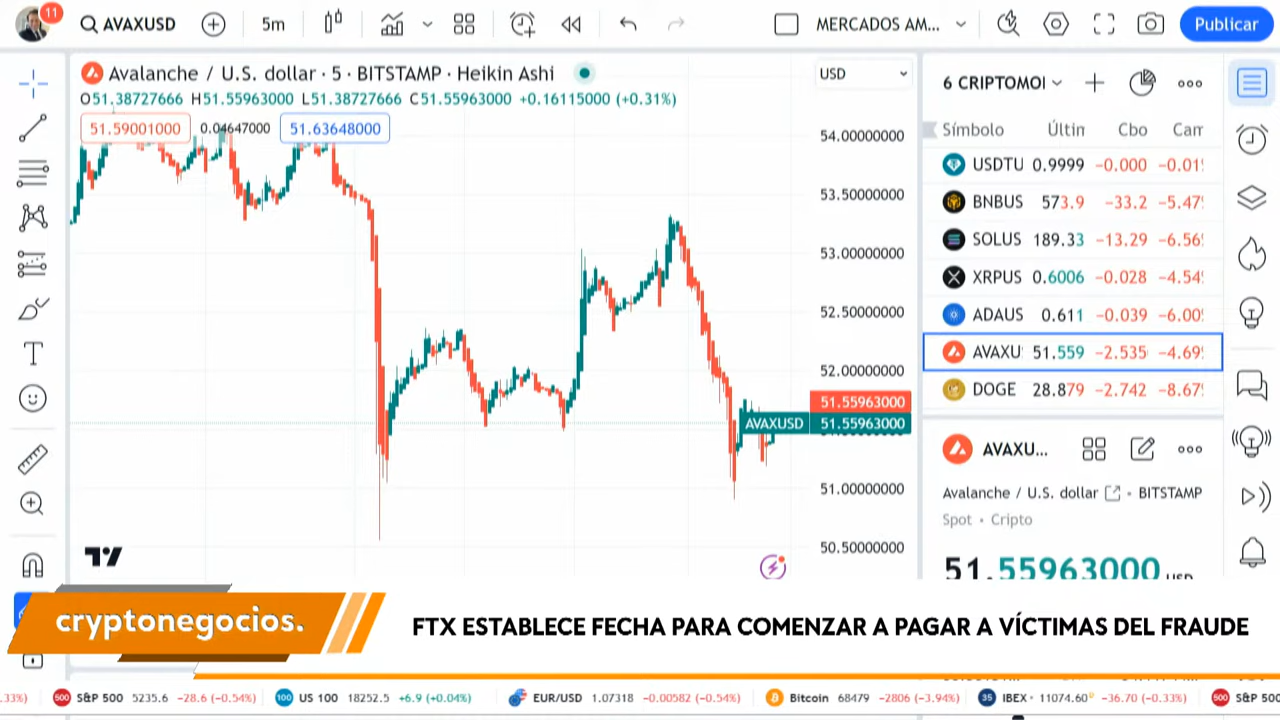 11
AVAXUSD
5m
MERCADOS AM...
Publicar
Avalanche / U.S. dollar · 5 · BITSTAMP · Heikin Ashi
O51.38727666 H51.55963000 L51.38727666 C51.55963000 +0.16115000 (+0.31%)
51.59001000 0.04647000 51.63648000
USD
54.00000000
53.50000000
53.00000000
52.50000000
52.00000000
51.55963000
AVAXUSD 51.55963000
51.00000000
50.50000000
6 CRIPTOMOI
Símbolo Últin Cbo Cam
USDTU 0.9999 −0.000 −0.01
BNBUS 573.9 −33.2 −5.47
SOLUS 189.33 −13.29 −6.56
XRPUS 0.6006 −0.028 −4.54
ADAUS 0.611 −0.039 −6.00
AVAXU 51.559 −2.535 −4.69
DOGE 28.879 −2.742 −8.67
AVAXU...
Avalanche / U.S. dollar · BITSTAMP
Spot · Cripto
51.55963000 USD
cryptonegocios.
FTX ESTABLECE FECHA PARA COMENZAR A PAGAR A VÍCTIMAS DEL FRAUDE
.33%) 500 S&P 500 5235.6 −28.6 (−0.54%) 100 US 100 18252.5 +6.9 (+0.04%) EUR/USD 1.07318 −0.00582 (−0.54%) Bitcoin 68479 −2806 (−3.94%) 35 IBEX 11074.60 −36.70 (−0.33%) 500 S&P 500